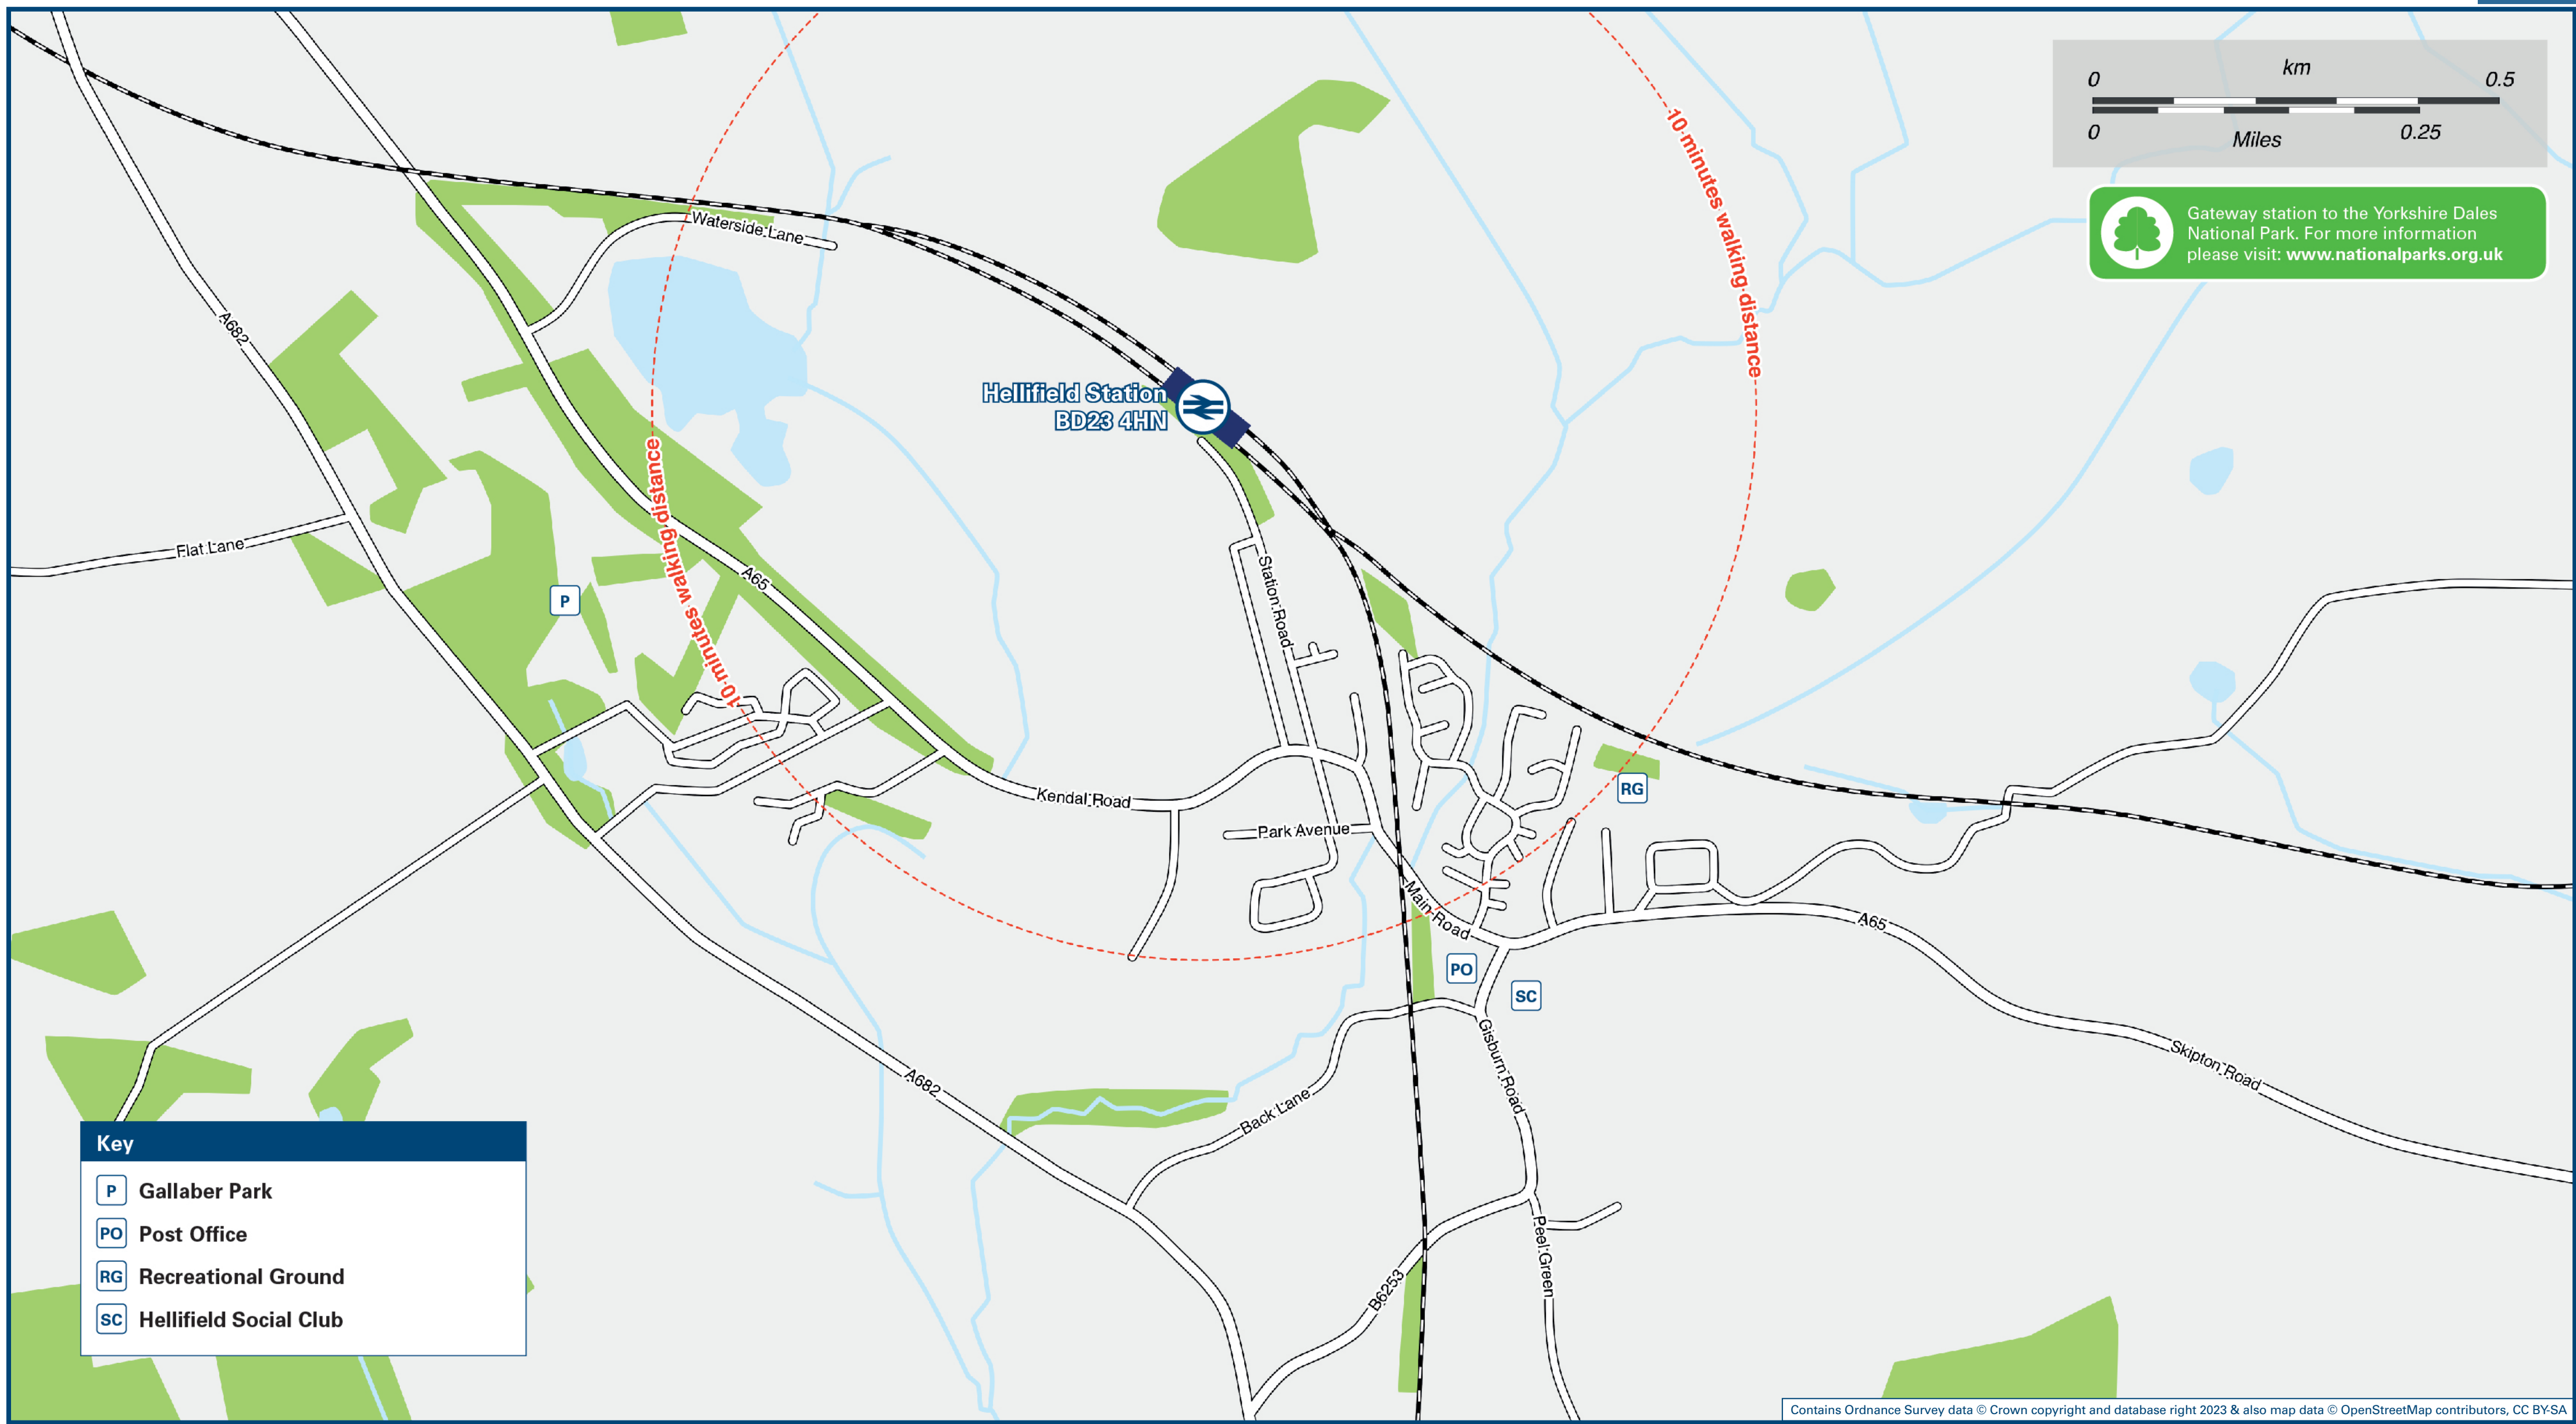 km
0 0.5
0 0.25
Miles
Gateway station to the Yorkshire Dales
National Park. For more information
please visit: www.nationalparks.org.uk
10 minutes walking distance
Waterside Lane
A682
Hellifield Station
BD23 4HN
10 minutes walking distance
Flat Lane
A65
P
Station Road
Kendal Road
RG
Park Avenue
Main Road
A65
PO
SC
Gisburn Road
Skipton Road
A682
Back Lane
Peel Green
B6253
Key
P Gallaber Park
PO Post Office
RG Recreational Ground
SC Hellifield Social Club
Contains Ordnance Survey data © Crown copyright and database right 2023 & also map data © OpenStreetMap contributors, CC BY-SA